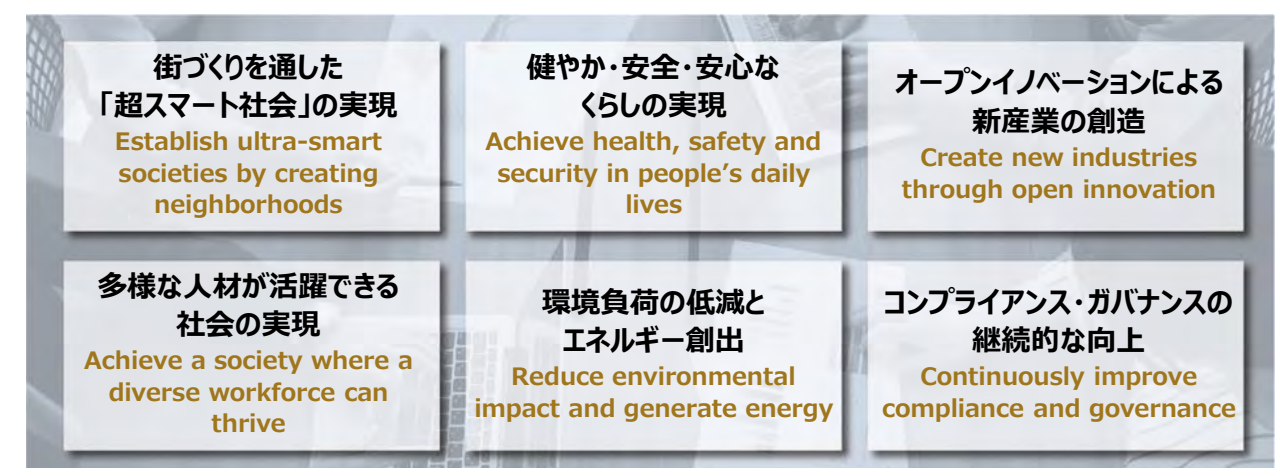 街づくりを通した
「超スマート社会」の実現
Establish ultra-smart
societies by creating
neighborhoods
健やか・安全・安心な
くらしの実現
Achieve health, safety and
security in people’s daily
lives
オープンイノベーションによる
新産業の創造
Create new industries
through open innovation
多様な人材が活躍できる
社会の実現
Achieve a society where a
diverse workforce can
thrive
環境負荷の低減と
エネルギー創出
Reduce environmental
impact and generate energy
コンプライアンス・ガバナンスの
継続的な向上
Continuously improve
compliance and governance